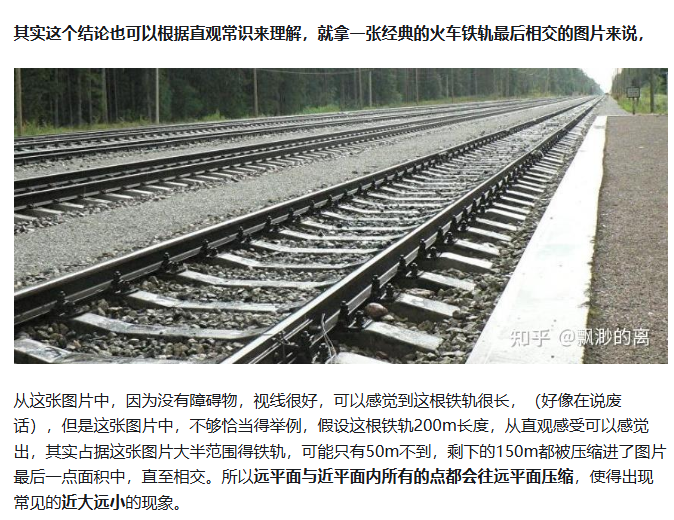 其实这个结论也可以根据直观常识来理解，就拿一张经典的火车铁轨最后相交的图片来说，
知乎 @飘渺的离
从这张图片中，因为没有障碍物，视线很好，可以感觉到这根铁轨很长，（好像在说废
话），但是这张图片中，不够恰当得举例，假设这根铁轨200m长度，从直观感受可以感觉
出，其实占据这张图片大半范围得铁轨，可能只有50m不到，剩下的150m都被压缩进了图片
最后一点面积中，直至相交。所以远平面与近平面内所有的点都会往远平面压缩，使得出现
常见的近大远小的现象。